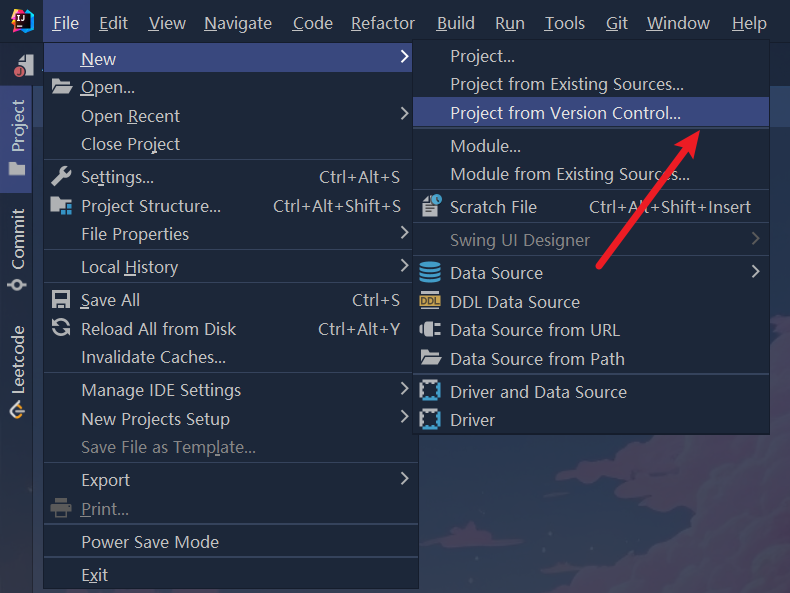 File Edit View Navigate Code Refactor Build Run Tools Git Window Help
Project
Commit
Leetcode
New
Open...
Open Recent
Close Project
Settings... Ctrl+Alt+S
Project Structure... Ctrl+Alt+Shift+S
File Properties
Local History
Save All Ctrl+S
Reload All from Disk Ctrl+Alt+Y
Invalidate Caches...
Manage IDE Settings
New Projects Setup
Save File as Template...
Export
Print...
Power Save Mode
Exit
Project...
Project from Existing Sources...
Project from Version Control...
Module...
Module from Existing Sources...
Scratch File Ctrl+Alt+Shift+Insert
Swing UI Designer
Data Source
DDL DDL Data Source
Data Source from URL
Data Source from Path
Driver and Data Source
Driver